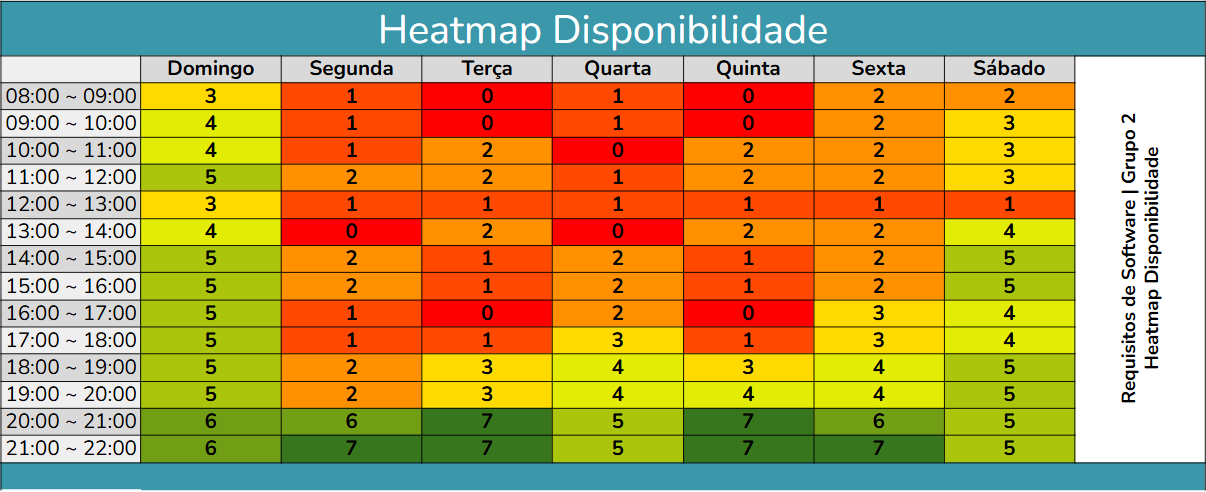 Heatmap Disponibilidade
Domingo Segunda Terça Quarta Quinta Sexta Sábado
08:00 ~ 09:00 3 1 0 1 0 2 2
09:00 ~ 10:00 4 1 0 1 0 2 3
10:00 ~ 11:00 4 1 2 0 2 2 3
11:00 ~ 12:00 5 2 2 1 2 2 3
12:00 ~ 13:00 3 1 1 1 1 1 1
13:00 ~ 14:00 4 0 2 0 2 2 4
14:00 ~ 15:00 5 2 1 2 1 2 5
15:00 ~ 16:00 5 2 1 2 1 2 5
16:00 ~ 17:00 5 1 0 2 0 3 4
17:00 ~ 18:00 5 1 1 3 1 3 4
18:00 ~ 19:00 5 2 3 4 3 4 5
19:00 ~ 20:00 5 2 3 4 4 4 5
20:00 ~ 21:00 6 6 7 5 7 6 5
21:00 ~ 22:00 6 7 7 5 7 7 5
Requisitos de Software | Grupo 2
Heatmap Disponibilidade